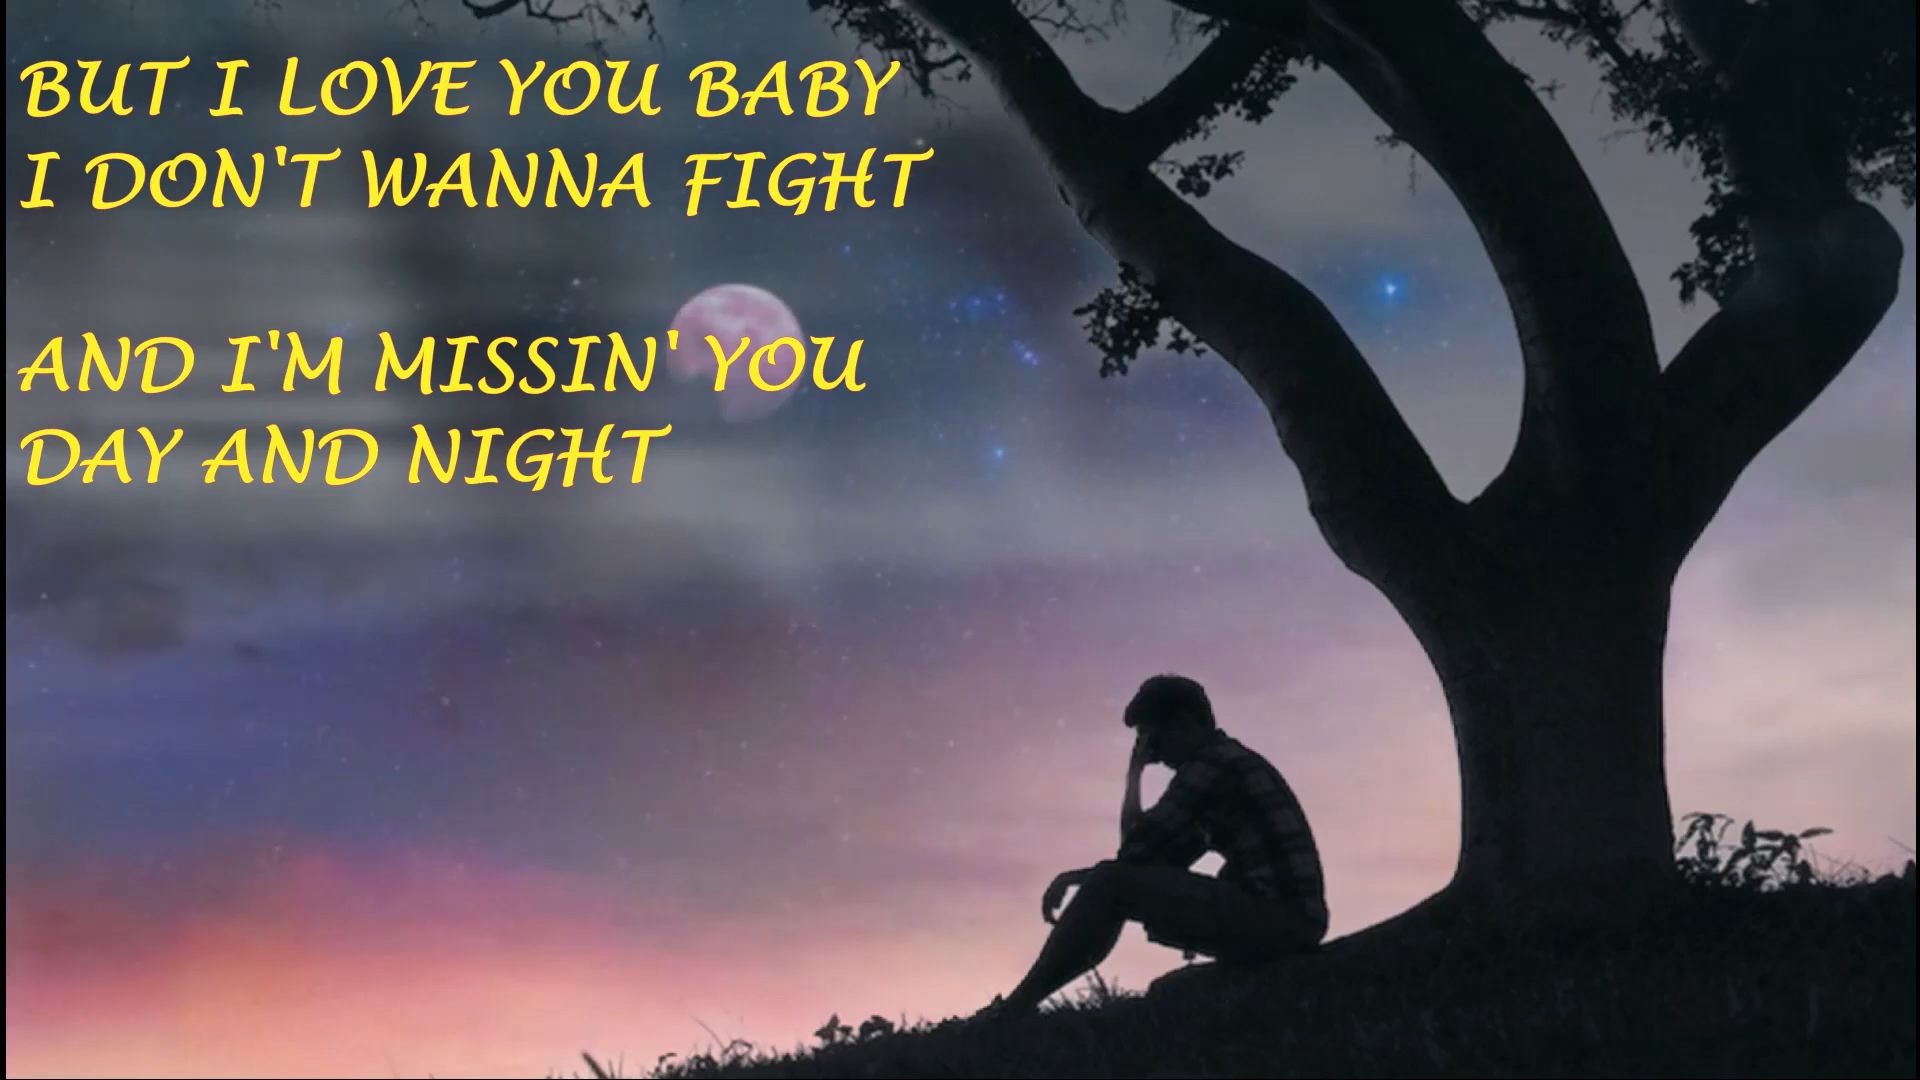 BUT I LOVE YOU BABY
I DON'T WANNA FIGHT
AND I'M MISSIN' YOU
DAY AND NIGHT